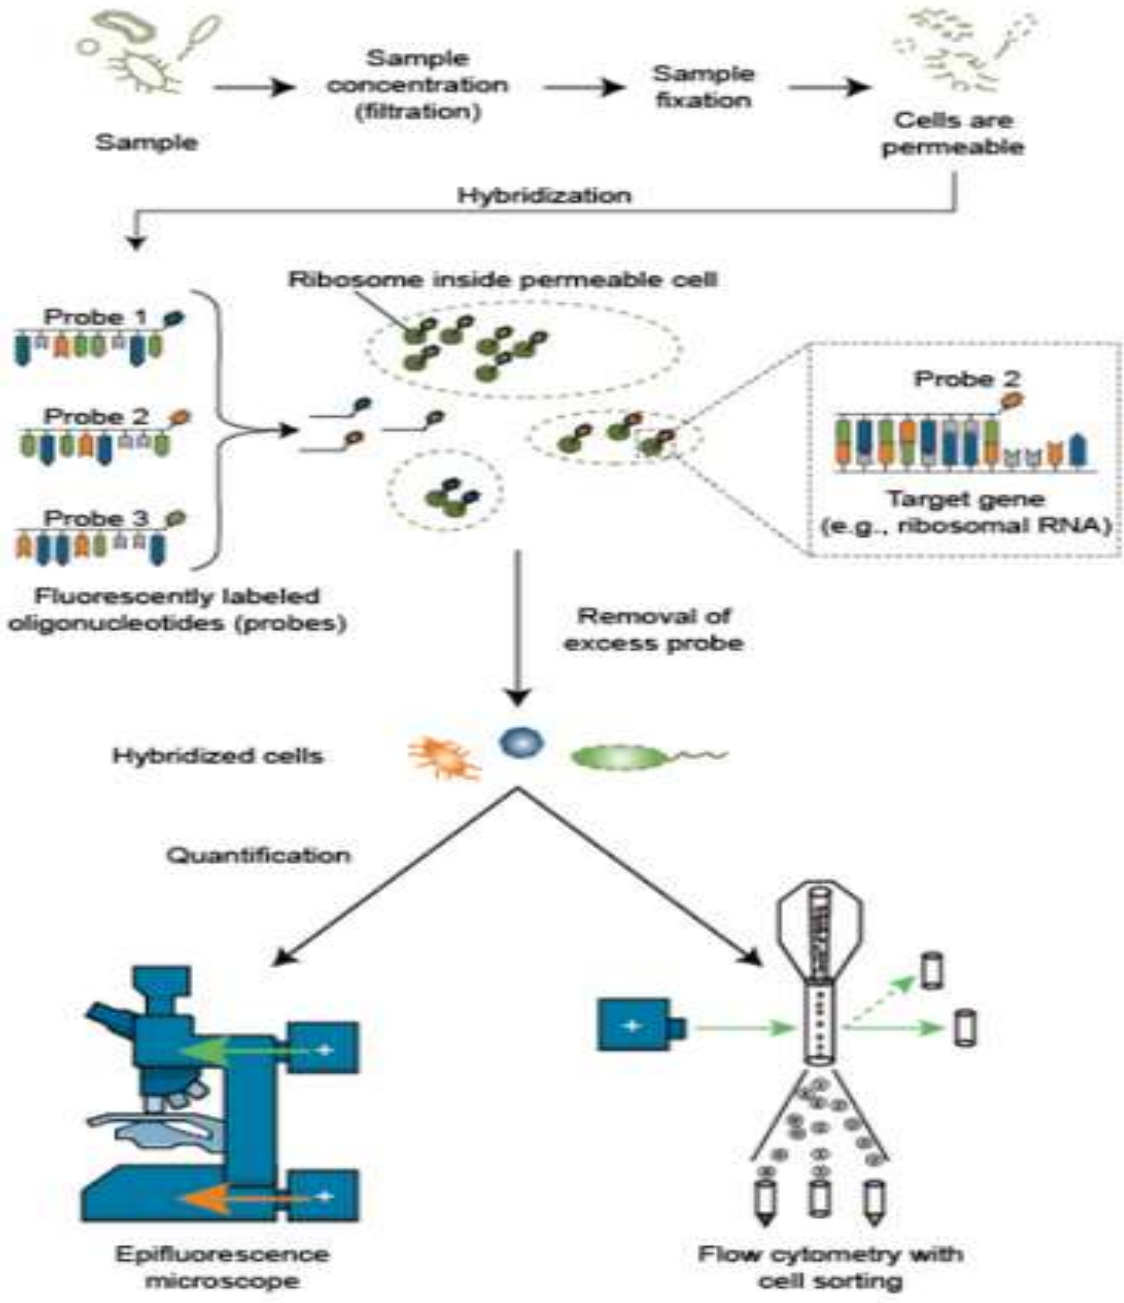 Sample
Sample
concentration
(filtration)
Sample
fixation
Cells are
permeable
Hybridization
Ribosome inside permeable cell
Probe 1
Probe 2
Probe 3
Fluorescently labeled
oligonucleotides (probes)
Probe 2
Target gene
(e.g., ribosomal RNA)
Removal of
excess probe
Hybridized cells
Quantification
Epifluorescence
microscope
Flow cytometry with
cell sorting